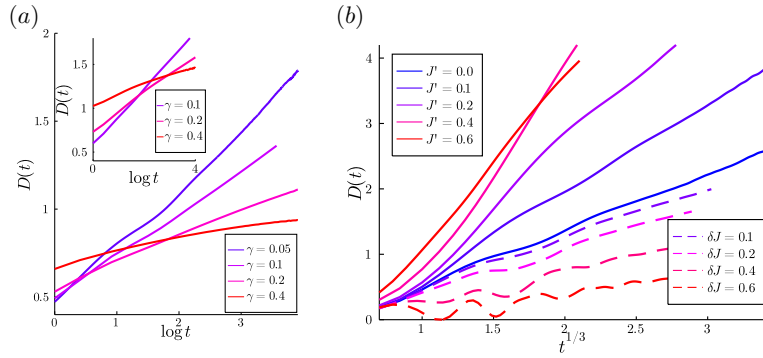 (a)
2
1.5
1
0.5
D(t)
0
1
2
3
log t
1.5
1
0.5
D(t)
0
4
log t
γ = 0.1
γ = 0.2
γ = 0.4
γ = 0.05
γ = 0.1
γ = 0.2
γ = 0.4
(b)
4
3
2
1
0
D(t)
1
1.5
2
2.5
3
t^{1/3}
J' = 0.0
J' = 0.1
J' = 0.2
J' = 0.4
J' = 0.6
δJ = 0.1
δJ = 0.2
δJ = 0.4
δJ = 0.6